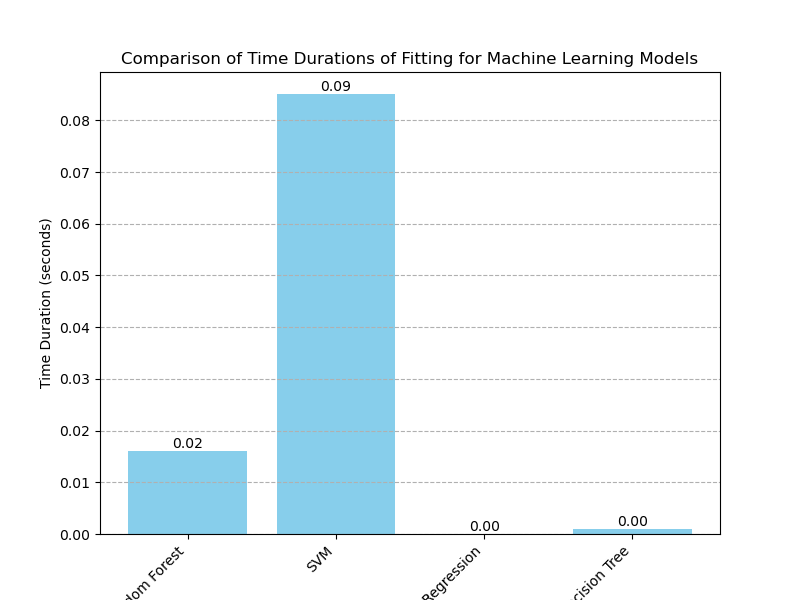 Comparison of Time Durations of Fitting for Machine Learning Models
0.09
0.08
0.07
0.06
0.05
0.04
0.03
0.02
0.02
0.01
0.00
0.00
0.00
Time Duration (seconds)
Forest
SVM
Regression
Tree